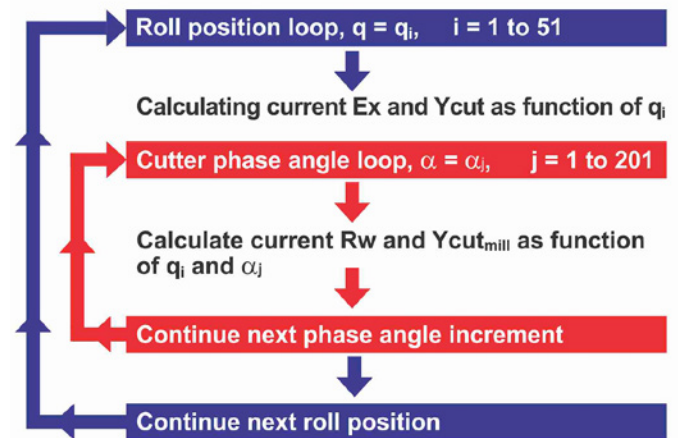 Roll position loop, q = qᵢ, i = 1 to 51
Calculating current Ex and Ycut as function of qᵢ
Cutter phase angle loop, α = αⱼ, j = 1 to 201
Calculate current Rw and Ycutₘᵢₗₗ as function
of qᵢ and αⱼ
Continue next phase angle increment
Continue next roll position